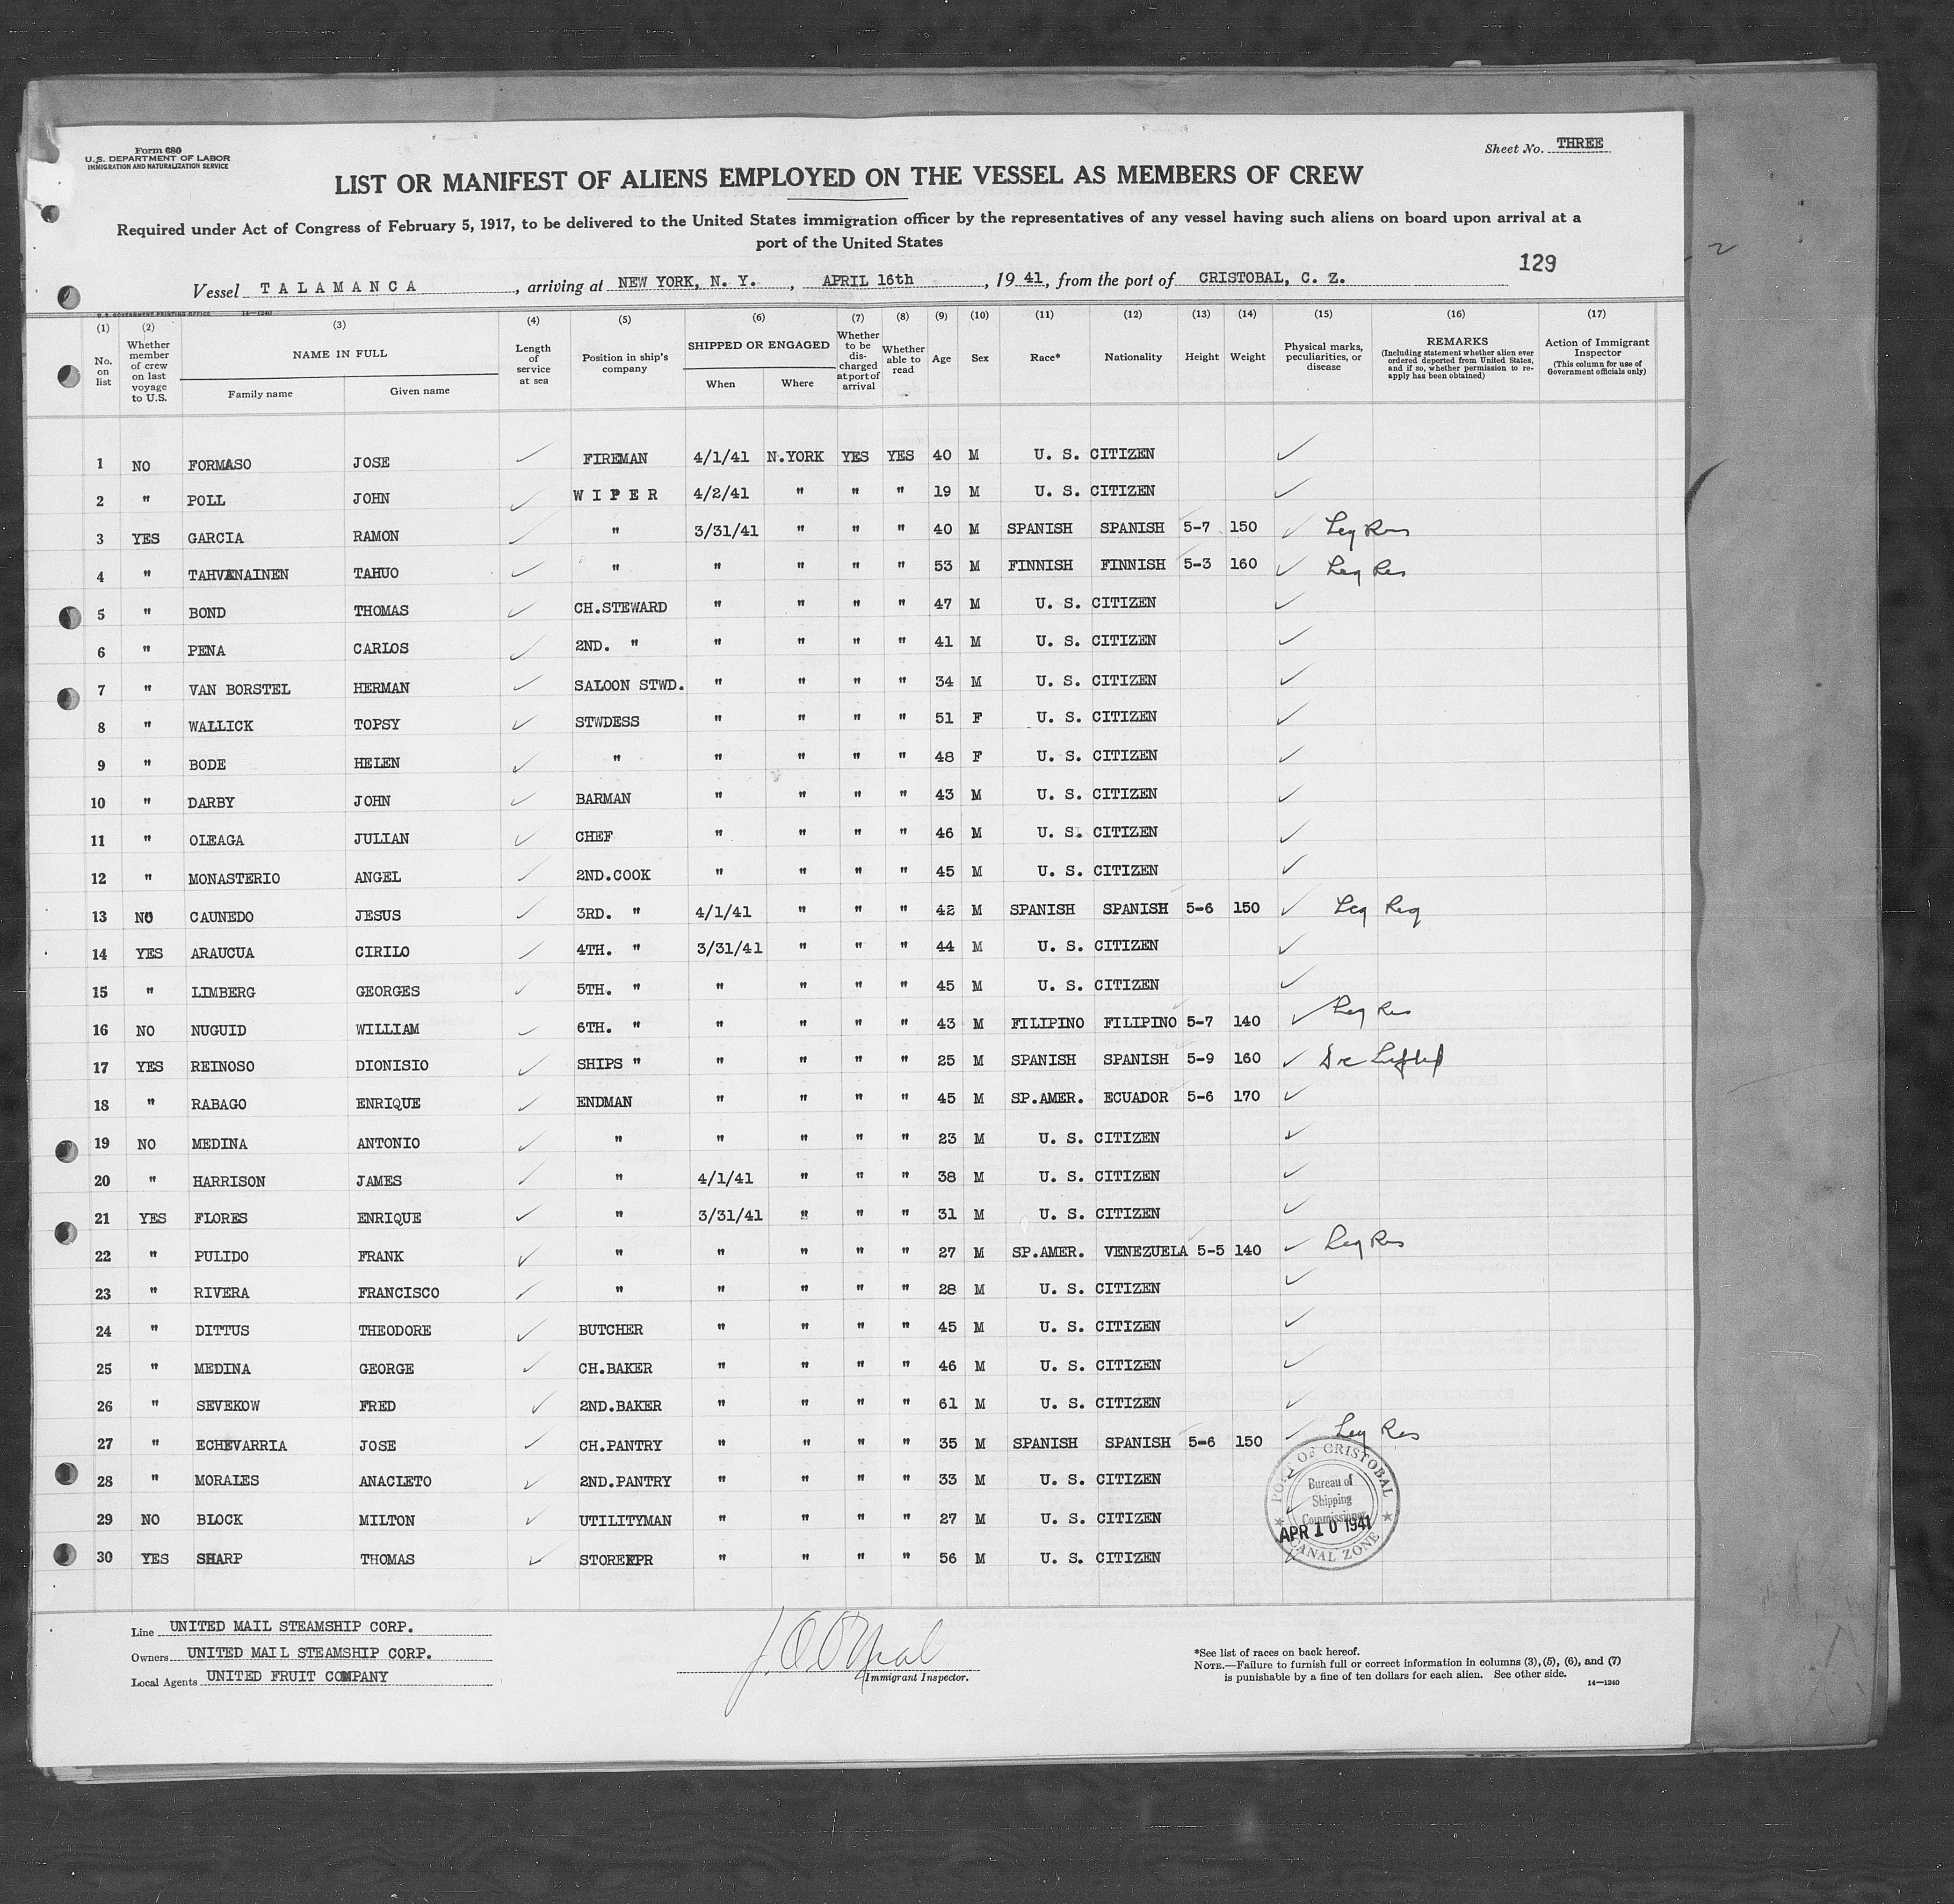 Form 680
U. S. DEPARTMENT OF LABOR
IMMIGRATION AND NATURALIZATION SERVICE
Sheet No. THREE
LIST OR MANIFEST OF ALIENS EMPLOYED ON THE VESSEL AS MEMBERS OF CREW
Required under Act of Congress of February 5, 1917, to be delivered to the United States immigration officer by the representatives of any vessel having such aliens on board upon arrival at a
port of the United States
129
Vessel TALAMANCA, arriving at NEW YORK, N. Y., APRIL 16th, 19 41, from the port of CRISTOBAL, C. Z.
U. S. GOVERNMENT PRINTING OFFICE 14—1240
(1) No. on list
(2) Whether member of crew on last voyage to U.S.
(3) NAME IN FULL Family name Given name
(4) Length of service at sea
(5) Position in ship's company
(6) SHIPPED OR ENGAGED When Where
(7) Whether to be discharged at port of arrival
(8) Whether able to read
(9) Age
(10) Sex
(11) Race*
(12) Nationality
(13) Height
(14) Weight
(15) Physical marks, peculiarities, or disease
(16) REMARKS (Including statement whether alien ever ordered deported from United States, and if so, whether permission to re-apply has been obtained)
(17) Action of Immigrant Inspector (This column for use of Government officials only)
1 NO FORMASO JOSE FIREMAN 4/1/41 N.YORK YES YES 40 M U. S. CITIZEN
2 " POLL JOHN WIPER 4/2/41 " " " 19 M U. S. CITIZEN
3 YES GARCIA RAMON " 3/31/41 " " " 40 M SPANISH SPANISH 5-7 150 Leg Res
4 " TAHVANAINEN TAHUO " " " " " 53 M FINNISH FINNISH 5-3 160 Leg Res
5 " BOND THOMAS CH.STEWARD " " " " 47 M U. S. CITIZEN
6 " PENA CARLOS 2ND. " " " " " 41 M U. S. CITIZEN
7 " VAN BORSTEL HERMAN SALOON STWD. " " " " 34 M U. S. CITIZEN
8 " WALLICK TOPSY STWDESS " " " " 51 F U. S. CITIZEN
9 " BODE HELEN " " " " " 48 F U. S. CITIZEN
10 " DARBY JOHN BARMAN " " " " 43 M U. S. CITIZEN
11 " OLEAGA JULIAN CHEF " " " " 46 M U. S. CITIZEN
12 " MONASTERIO ANGEL 2ND.COOK " " " " 45 M U. S. CITIZEN
13 NO CAUNEDO JESUS 3RD. " 4/1/41 " " " 42 M SPANISH SPANISH 5-6 150 Leg Reg
14 YES ARAUCUA CIRILO 4TH. " 3/31/41 " " " 44 M U. S. CITIZEN
15 " LIMBERG GEORGES 5TH. " " " " " 45 M U. S. CITIZEN
16 NO NUGUID WILLIAM 6TH. " " " " " 43 M FILIPINO FILIPINO 5-7 140 Leg Res
17 YES REINOSO DIONISIO SHIPS " " " " " 25 M SPANISH SPANISH 5-9 160
18 " RABAGO ENRIQUE ENDMAN " " " " 45 M SP.AMER. ECUADOR 5-6 170
19 NO MEDINA ANTONIO " " " " " 23 M U. S. CITIZEN
20 " HARRISON JAMES " 4/1/41 " " " 38 M U. S. CITIZEN
21 YES FLORES ENRIQUE " 3/31/41 " " " 31 M U. S. CITIZEN
22 " PULIDO FRANK " " " " " 27 M SP.AMER. VENEZUELA 5-5 140 Leg Res
23 " RIVERA FRANCISCO " " " " " 28 M U. S. CITIZEN
24 " DITTUS THEODORE BUTCHER " " " " 45 M U. S. CITIZEN
25 " MEDINA GEORGE CH.BAKER " " " " 46 M U. S. CITIZEN
26 " SEVEKOW FRED 2ND.BAKER " " " " 61 M U. S. CITIZEN
27 " ECHEVARRIA JOSE CH.PANTRY " " " " 35 M SPANISH SPANISH 5-6 150 Leg Res
28 " MORALES ANACLETO 2ND.PANTRY " " " " 33 M U. S. CITIZEN
29 NO BLOCK MILTON UTILITYMAN " " " " 27 M U. S. CITIZEN
30 YES SHARP THOMAS STOREKPR " " " " 56 M U. S. CITIZEN
PORT OF CRISTOBAL
Bureau of
Shipping
Commissioner
APR 10 1941
CANAL ZONE
Line UNITED MAIL STEAMSHIP CORP.
Owners UNITED MAIL STEAMSHIP CORP.
Local Agents UNITED FRUIT COMPANY
Immigrant Inspector.
*See list of races on back hereof.
NOTE.—Failure to furnish full or correct information in columns (3), (5), (6), and (7)
is punishable by a fine of ten dollars for each alien. See other side.
14—1240